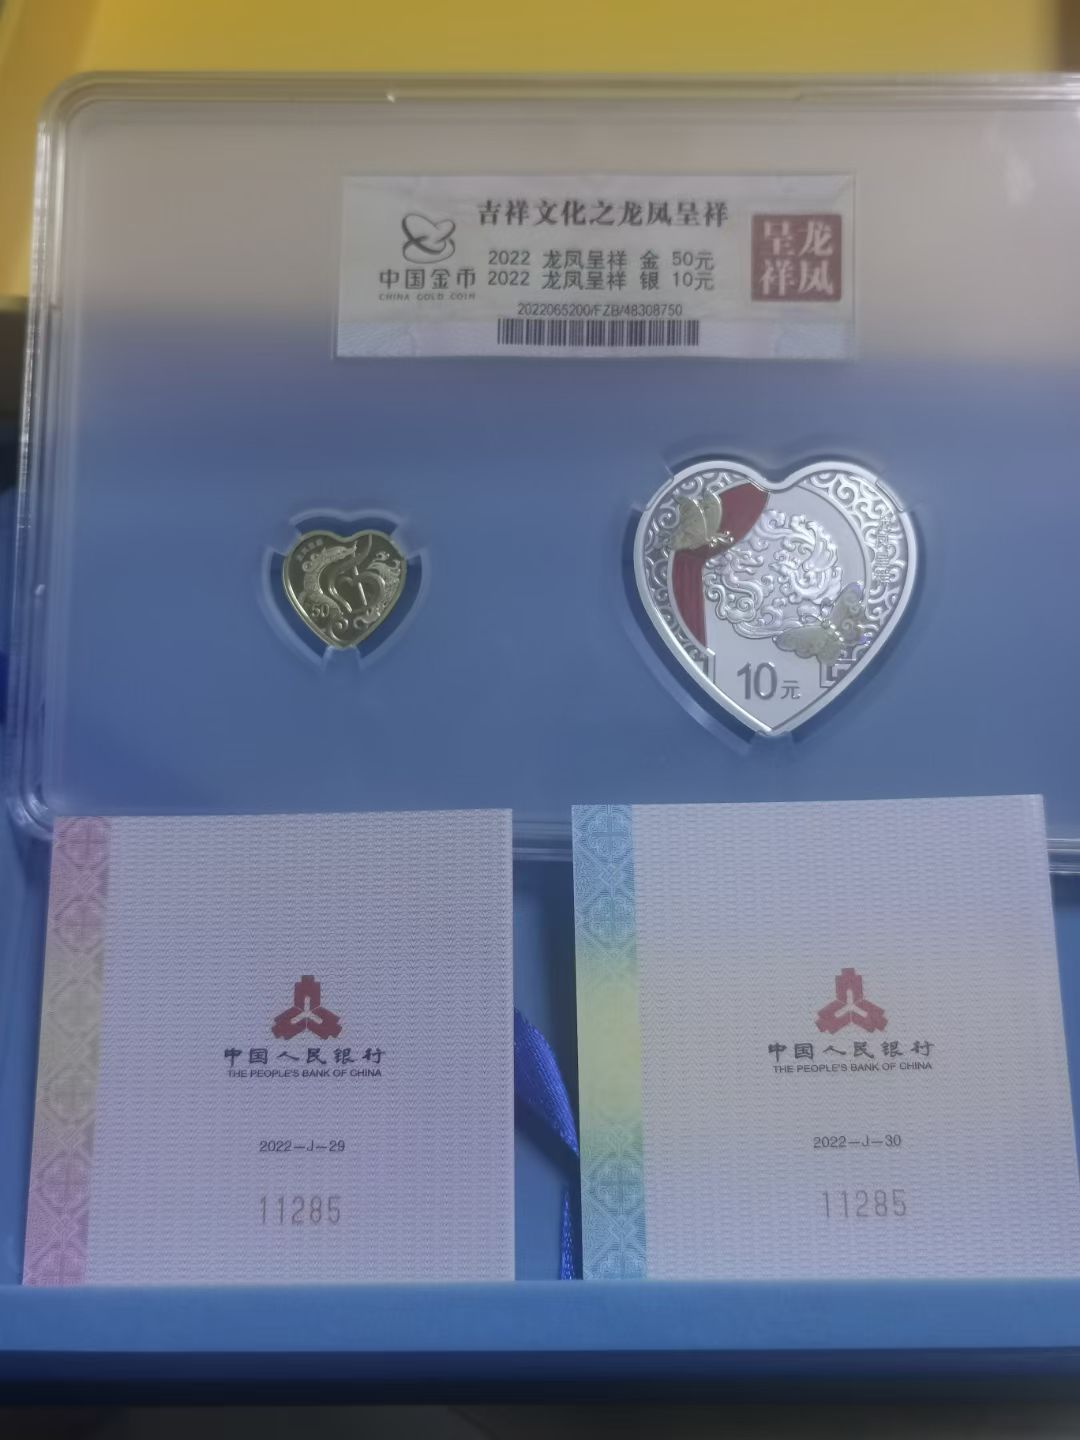 吉祥文化之龙凤呈祥
中国金币
CHINA GOLD COIN
2022 龙凤呈祥 金 50元
2022 龙凤呈祥 银 10元
2022065200/FZB/48308750
呈龙
祥凤
50
10元
中国人民银行
THE PEOPLE'S BANK OF CHINA
2022—J—29
11285
中国人民银行
THE PEOPLE'S BANK OF CHINA
2022—J—30
11285